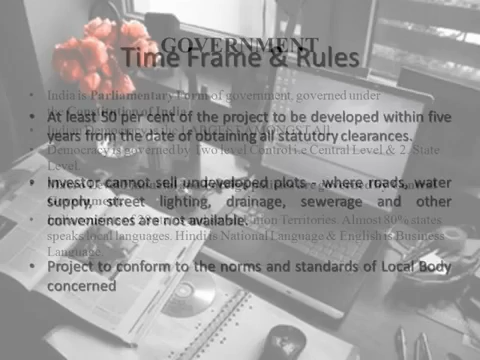 GOVERNMENT
Time Frame & Rules
• India is Parliamentary Form of government, governed under
• At least 50 per cent of the project to be developed within five
years from the date of obtaining all statutory clearances.
• Democracy is governed by Two level Control i.e Central Level & 2. State
Level.
• Investor cannot sell undeveloped plots - where roads, water
supply, street lighting, drainage, sewerage and other
conveniences are not available.
Union Territories. Almost 80% states
speaks local languages. Hindi is National Language & English is Business
Language.
• Project to conform to the norms and standards of Local Body
concerned